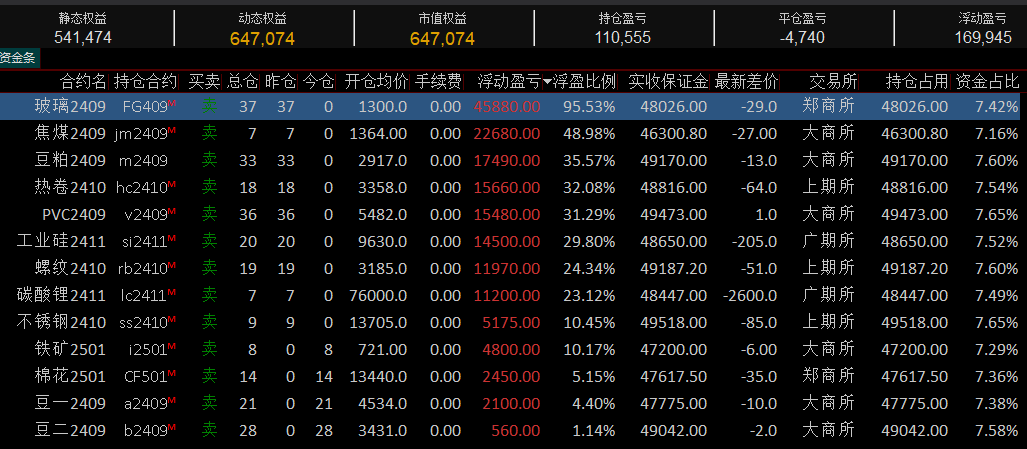 静态权益 动态权益 市值权益 持仓盈亏 平仓盈亏 浮动盈亏
541,474 647,074 647,074 110,555 -4,740 169,945
资金条
合约名 持仓合约 买卖 总仓 昨仓 今仓 开仓均价 手续费 浮动盈亏 浮盈比例 实收保证金 最新差价 交易所 持仓占用 资金占比
玻璃2409 FG409M 卖 37 37 0 1300.0 0.00 45880.00 95.53% 48026.00 -29.0 郑商所 48026.00 7.42%
焦煤2409 jm2409M 卖 7 7 0 1364.00 0.00 22680.00 48.98% 46300.80 -27.00 大商所 46300.80 7.16%
豆粕2409 m2409 卖 33 33 0 2917.0 0.00 17490.00 35.57% 49170.00 -13.0 大商所 49170.00 7.60%
热卷2410 hc2410M 卖 18 18 0 3358.0 0.00 15660.00 32.08% 48816.00 -64.0 上期所 48816.00 7.54%
PVC2409 v2409M 卖 36 36 0 5482.0 0.00 15480.00 31.29% 49473.00 1.0 大商所 49473.00 7.65%
工业硅2411 si2411M 卖 20 20 0 9630.0 0.00 14500.00 29.80% 48650.00 -205.0 广期所 48650.00 7.52%
螺纹2410 rb2410M 卖 19 19 0 3185.0 0.00 11970.00 24.34% 49187.20 -51.0 上期所 49187.20 7.60%
碳酸锂2411 lc2411M 卖 7 7 0 76000.0 0.00 11200.00 23.12% 48447.00 -2600.0 广期所 48447.00 7.49%
不锈钢2410 ss2410M 卖 9 9 0 13705.0 0.00 5175.00 10.45% 49518.00 -85.0 上期所 49518.00 7.65%
铁矿2501 i2501M 卖 8 0 8 721.00 0.00 4800.00 10.17% 47200.00 -6.00 大商所 47200.00 7.29%
棉花2501 CF501M 卖 14 0 14 13440.0 0.00 2450.00 5.15% 47617.50 -35.0 郑商所 47617.50 7.36%
豆一2409 a2409M 卖 21 0 21 4534.0 0.00 2100.00 4.40% 47775.00 -10.0 大商所 47775.00 7.38%
豆二2409 b2409M 卖 28 0 28 3431.0 0.00 560.00 1.14% 49042.00 -2.0 大商所 49042.00 7.58%